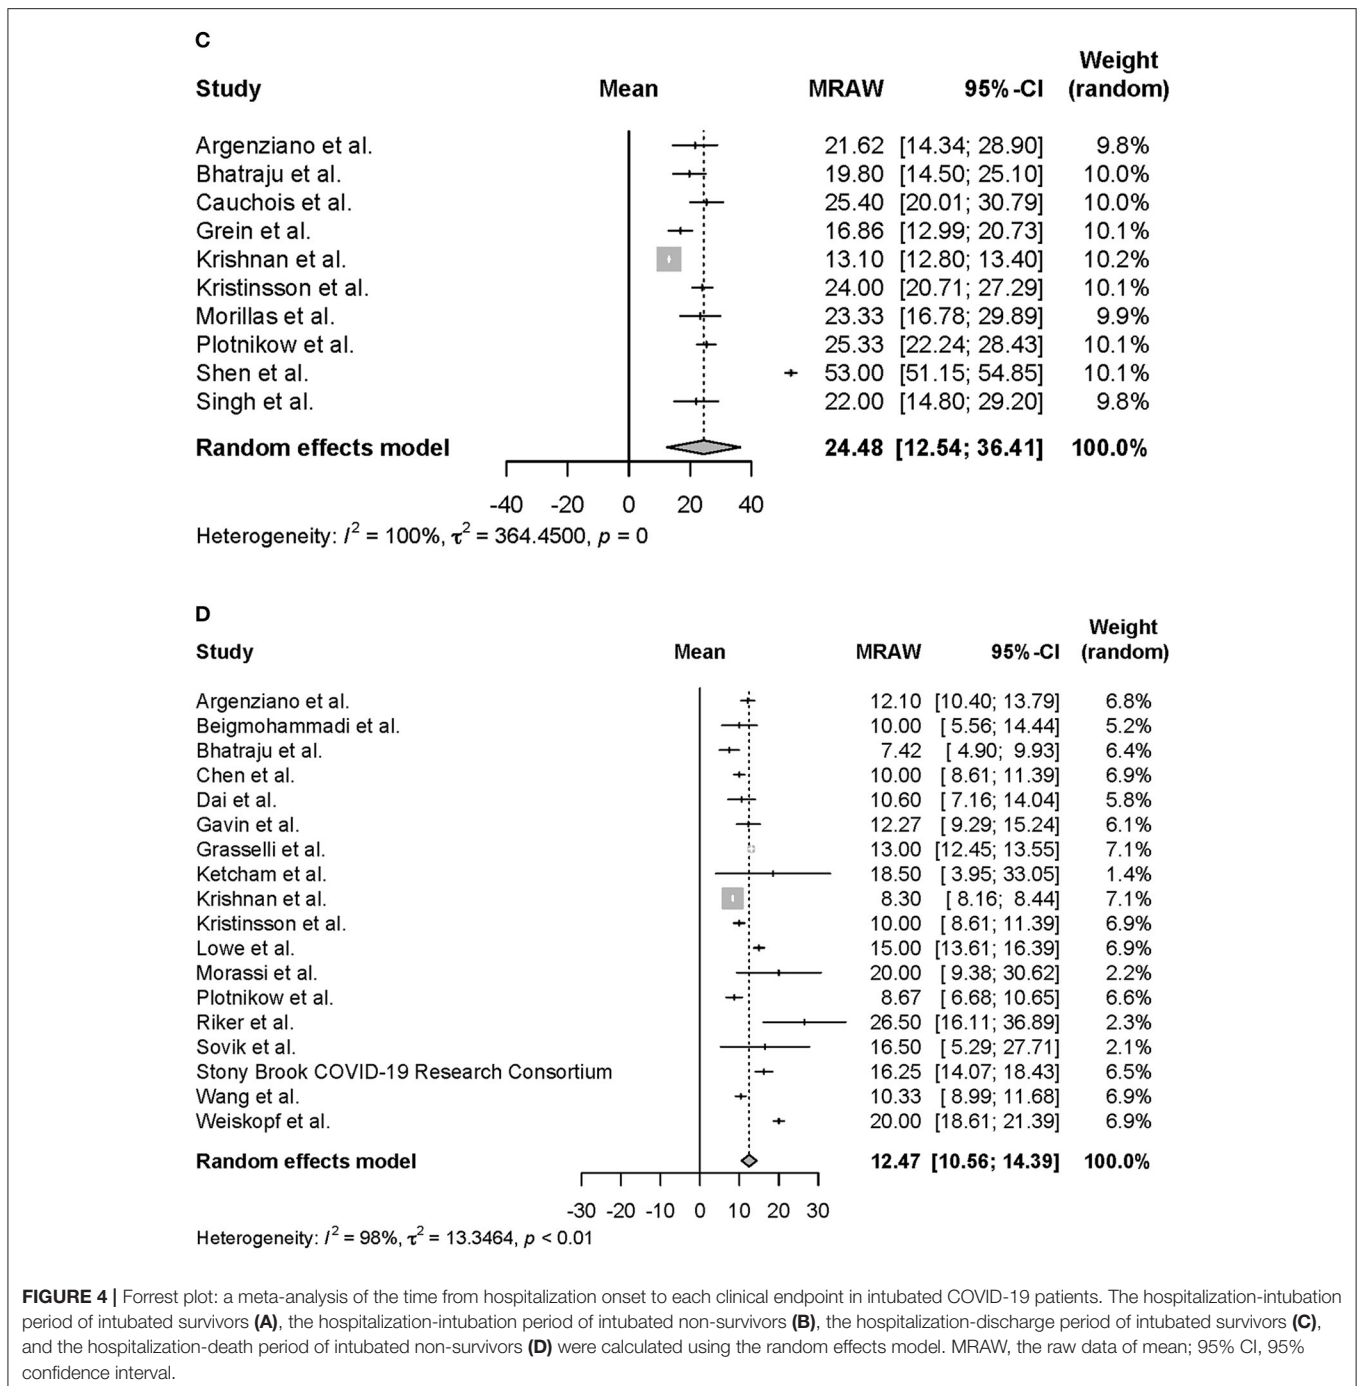 C
Weight
Study Mean MRAW 95%-CI (random)
Argenziano et al. 21.62 [14.34; 28.90] 9.8%
Bhatraju et al. 19.80 [14.50; 25.10] 10.0%
Cauchois et al. 25.40 [20.01; 30.79] 10.0%
Grein et al. 16.86 [12.99; 20.73] 10.1%
Krishnan et al. 13.10 [12.80; 13.40] 10.2%
Kristinsson et al. 24.00 [20.71; 27.29] 10.1%
Morillas et al. 23.33 [16.78; 29.89] 9.9%
Plotnikow et al. 25.33 [22.24; 28.43] 10.1%
Shen et al. 53.00 [51.15; 54.85] 10.1%
Singh et al. 22.00 [14.80; 29.20] 9.8%
Random effects model 24.48 [12.54; 36.41] 100.0%
-40 -20 0 20 40
Heterogeneity: I² = 100%, τ² = 364.4500, p = 0
D
Weight
Study Mean MRAW 95%-CI (random)
Argenziano et al. 12.10 [10.40; 13.79] 6.8%
Beigmohammadi et al. 10.00 [ 5.56; 14.44] 5.2%
Bhatraju et al. 7.42 [ 4.90; 9.93] 6.4%
Chen et al. 10.00 [ 8.61; 11.39] 6.9%
Dai et al. 10.60 [ 7.16; 14.04] 5.8%
Gavin et al. 12.27 [ 9.29; 15.24] 6.1%
Grasselli et al. 13.00 [12.45; 13.55] 7.1%
Ketcham et al. 18.50 [ 3.95; 33.05] 1.4%
Krishnan et al. 8.30 [ 8.16; 8.44] 7.1%
Kristinsson et al. 10.00 [ 8.61; 11.39] 6.9%
Lowe et al. 15.00 [13.61; 16.39] 6.9%
Morassi et al. 20.00 [ 9.38; 30.62] 2.2%
Plotnikow et al. 8.67 [ 6.68; 10.65] 6.6%
Riker et al. 26.50 [16.11; 36.89] 2.3%
Sovik et al. 16.50 [ 5.29; 27.71] 2.1%
Stony Brook COVID-19 Research Consortium 16.25 [14.07; 18.43] 6.5%
Wang et al. 10.33 [ 8.99; 11.68] 6.9%
Weiskopf et al. 20.00 [18.61; 21.39] 6.9%
Random effects model 12.47 [10.56; 14.39] 100.0%
-30 -20 -10 0 10 20 30
Heterogeneity: I² = 98%, τ² = 13.3464, p < 0.01
FIGURE 4 | Forrest plot: a meta-analysis of the time from hospitalization onset to each clinical endpoint in intubated COVID-19 patients. The hospitalization-intubation
period of intubated survivors (A), the hospitalization-intubation period of intubated non-survivors (B), the hospitalization-discharge period of intubated survivors (C),
and the hospitalization-death period of intubated non-survivors (D) were calculated using the random effects model. MRAW, the raw data of mean; 95% CI, 95%
confidence interval.